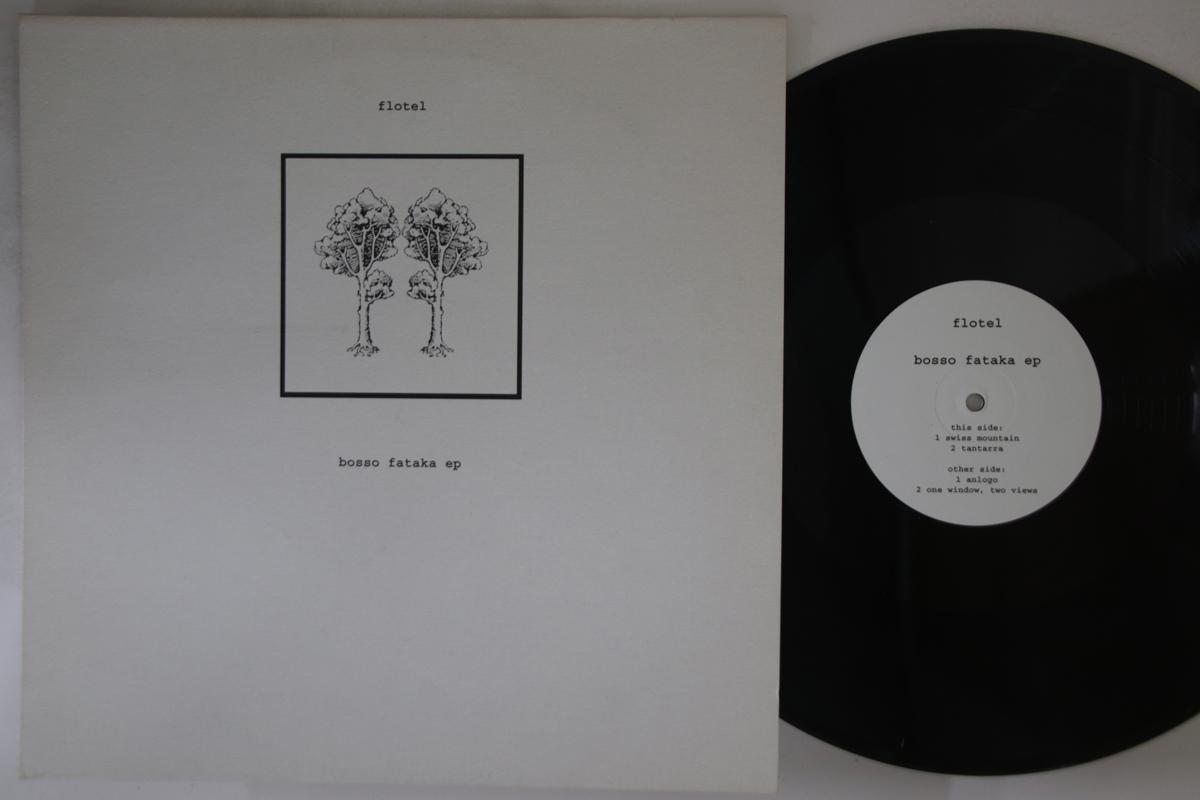 flotel
bosso fataka ep
flotel
bosso fataka ep
this side:
1 swiss mountain
2 tantarra
other side:
1 anlogo
2 one window, two views